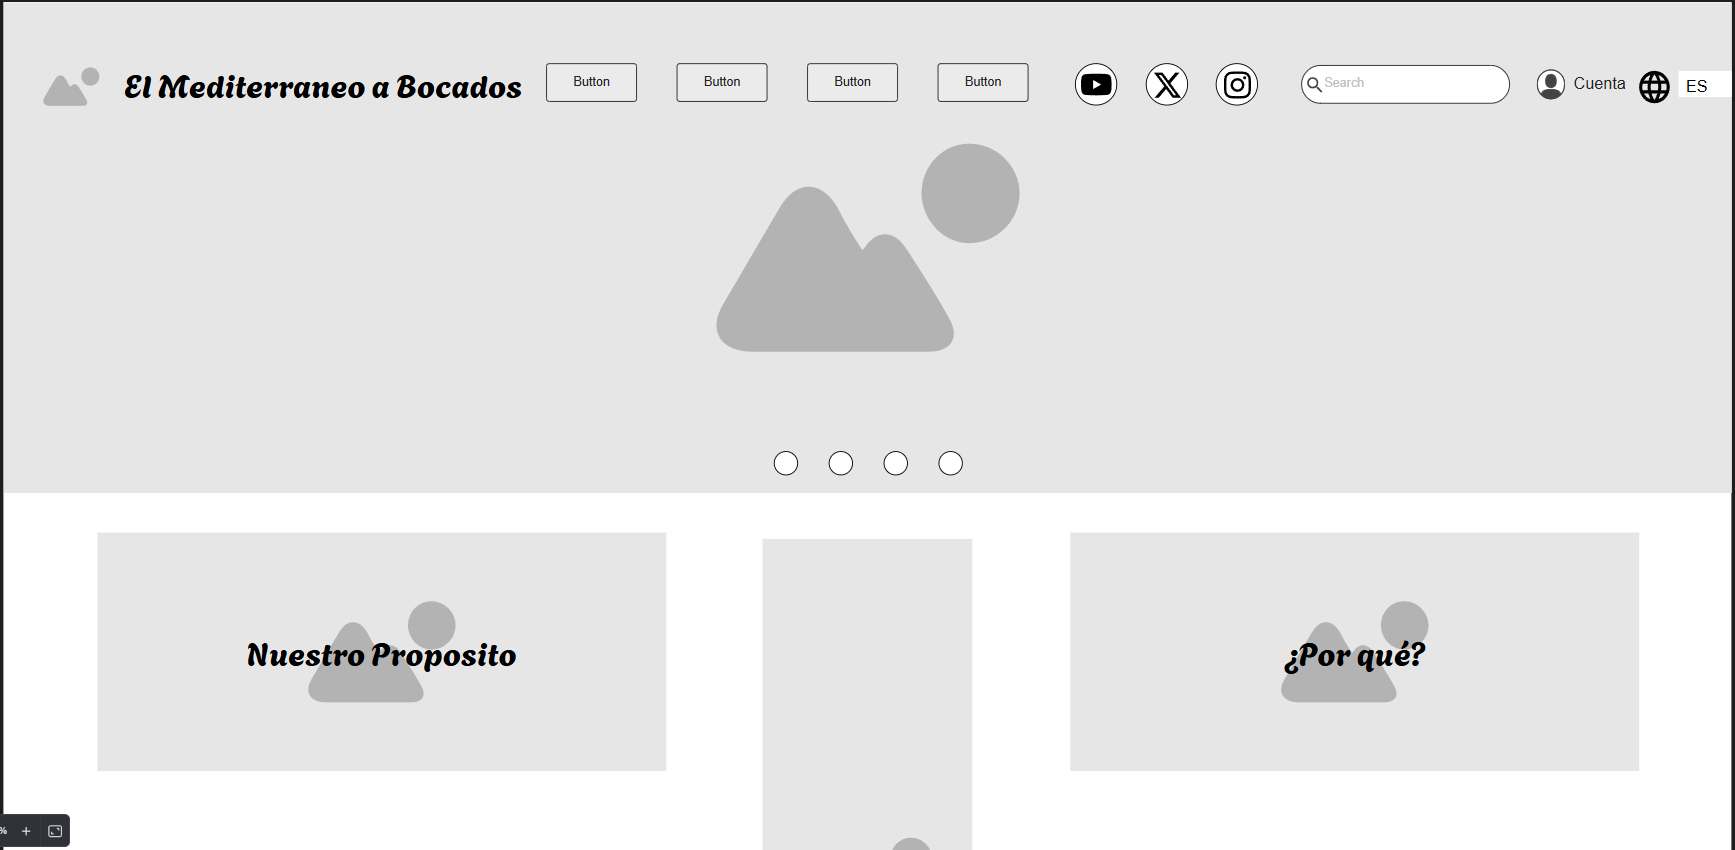 El Mediterraneo a Bocados
Button
Button
Button
Button
Search
Cuenta
ES
Nuestro Proposito
¿Por qué?
%